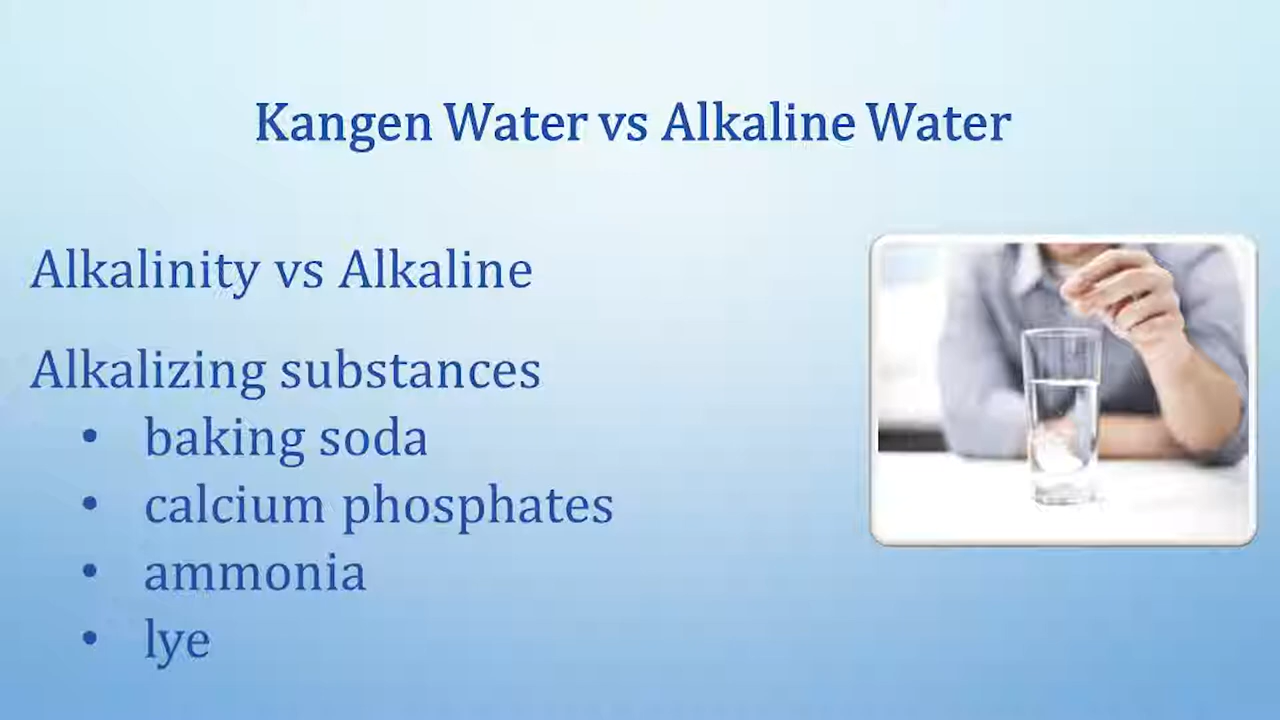 Kangen Water vs Alkaline Water
Alkalinity vs Alkaline
Alkalizing substances
• baking soda
• calcium phosphates
• ammonia
• lye